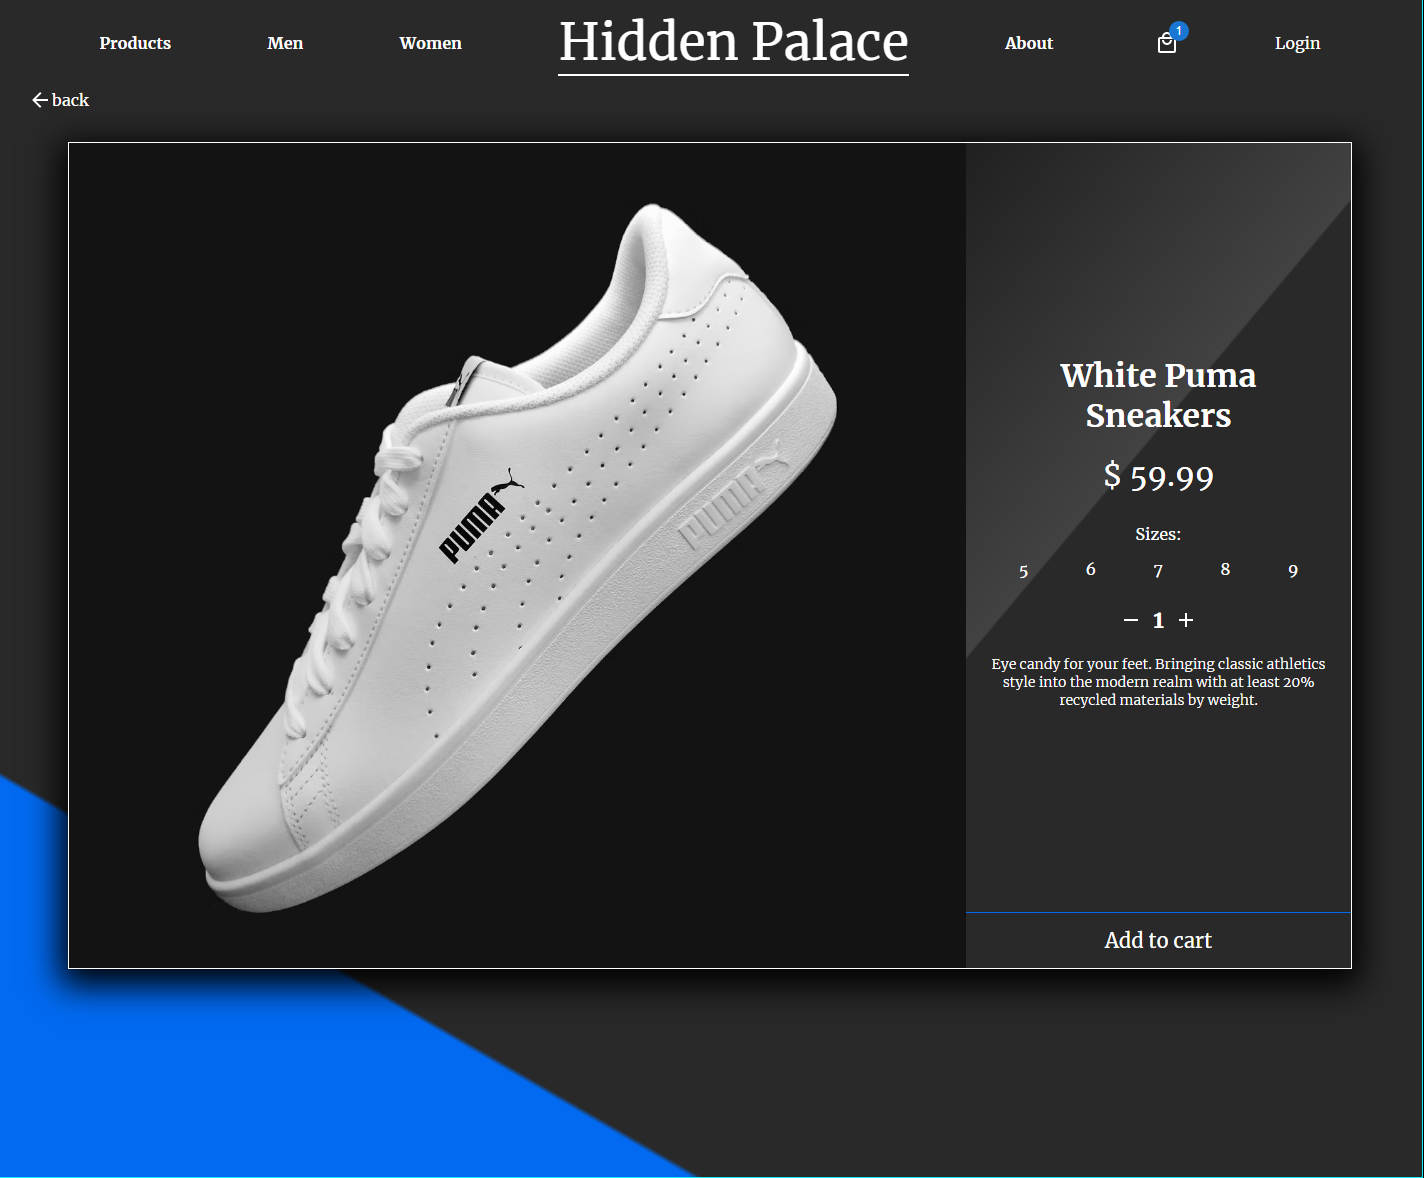 Products Men Women Hidden Palace About 1 Login
back
White Puma
Sneakers
$ 59.99
Sizes:
5 6 7 8 9
1
Eye candy for your feet. Bringing classic athletics
style into the modern realm with at least 20%
recycled materials by weight.
Add to cart
PUMA
PUMA